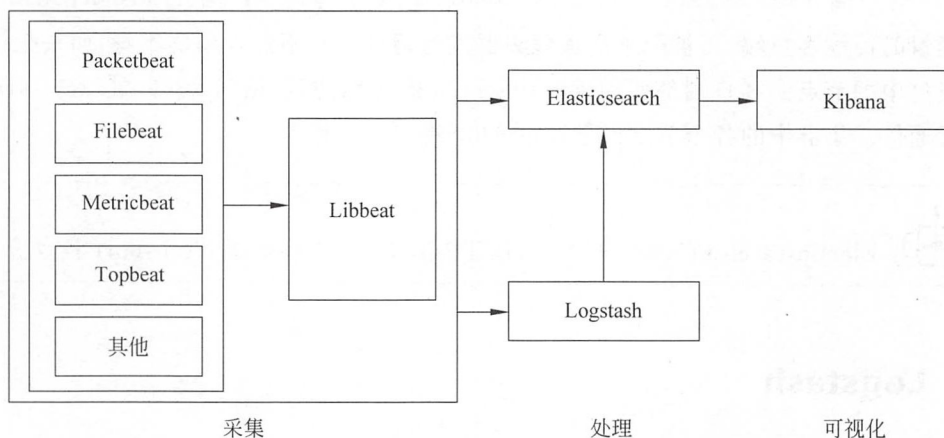 Packetbeat
Filebeat
Metricbeat
Topbeat
其他
Libbeat
Elasticsearch
Kibana
Logstash
采集
处理
可视化